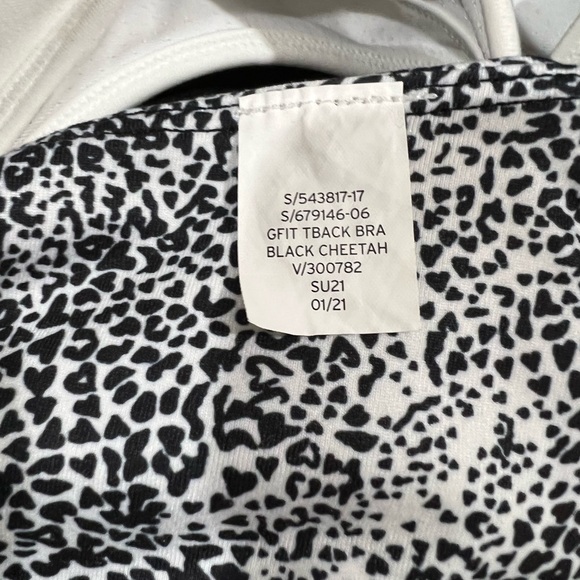 S/543817-17
S/679146-06
GFIT TBACK BRA
BLACK CHEETAH
V/300782
SU21
01/21